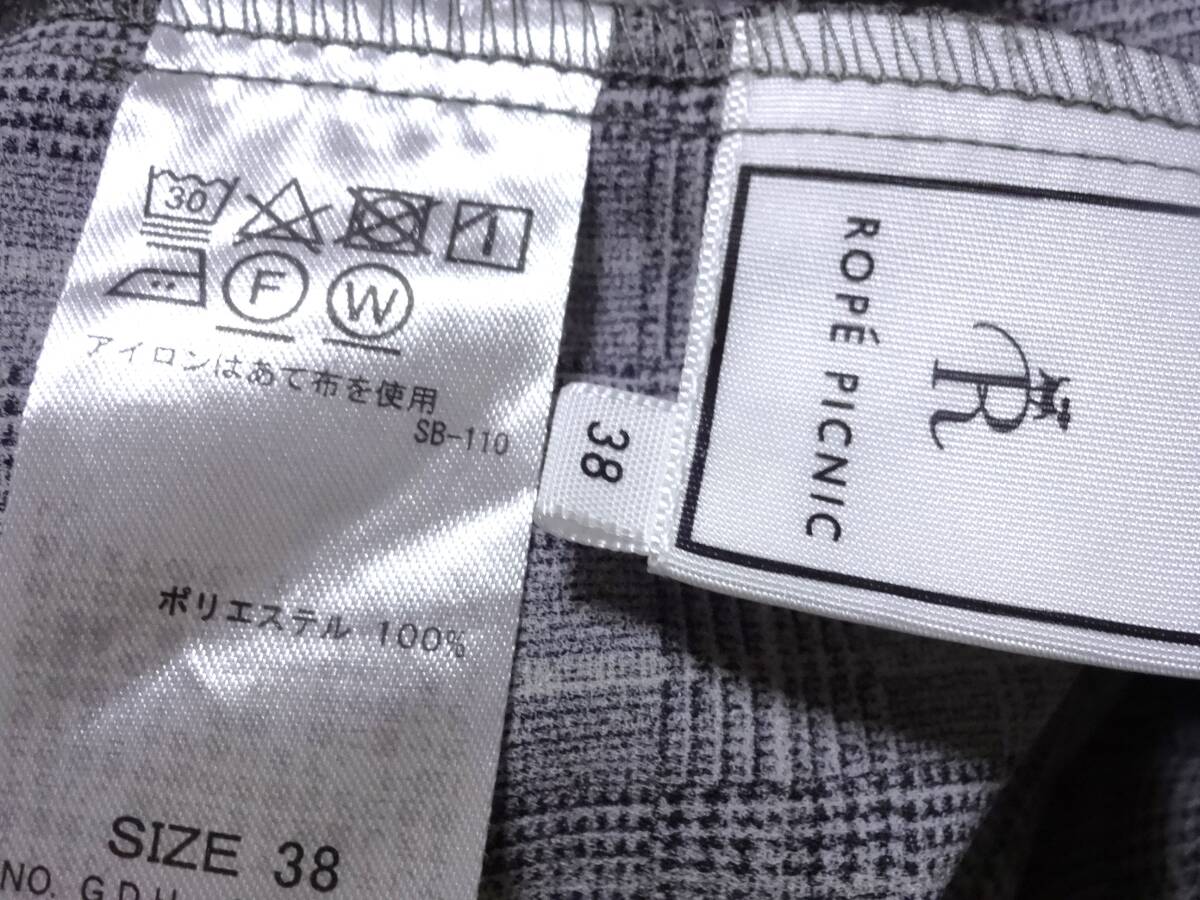 30
F W
アイロンはあて布を使用
SB-110
ポリエステル 100%
SIZE 38
NO. G D
38
R
ROPÉ PICNIC